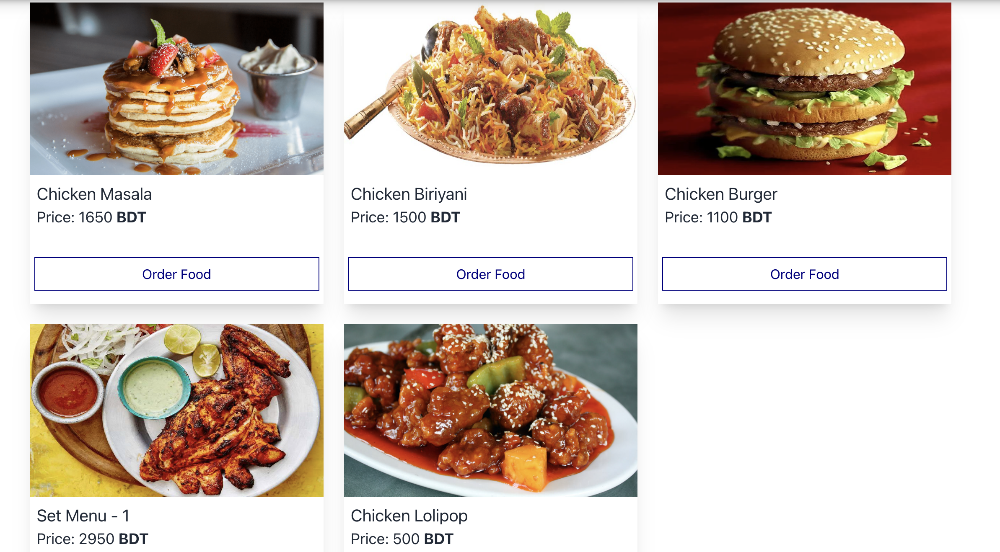 Chicken Masala
Price: 1650 BDT
Order Food
Chicken Biriyani
Price: 1500 BDT
Order Food
Chicken Burger
Price: 1100 BDT
Order Food
Set Menu - 1
Price: 2950 BDT
Chicken Lolipop
Price: 500 BDT